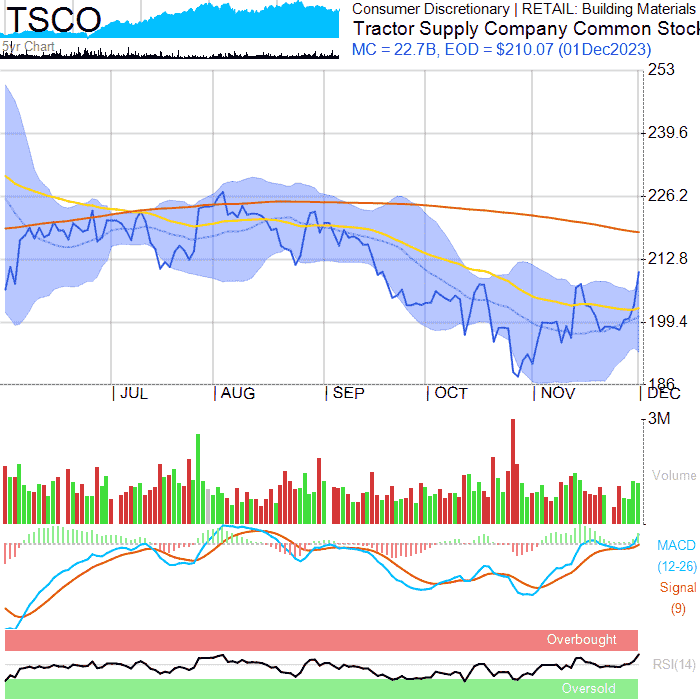 TSCO
5yr Chart
Consumer Discretionary | RETAIL: Building Materials
Tractor Supply Company Common Stock
MC = 22.7B, EOD = $210.07 (01Dec2023)
253
239.6
226.2
212.8
199.4
186
JUL
AUG
SEP
OCT
NOV
DEC
3M
Volume
MACD
(12-26)
Signal
(9)
Overbought
RSI(14)
Oversold